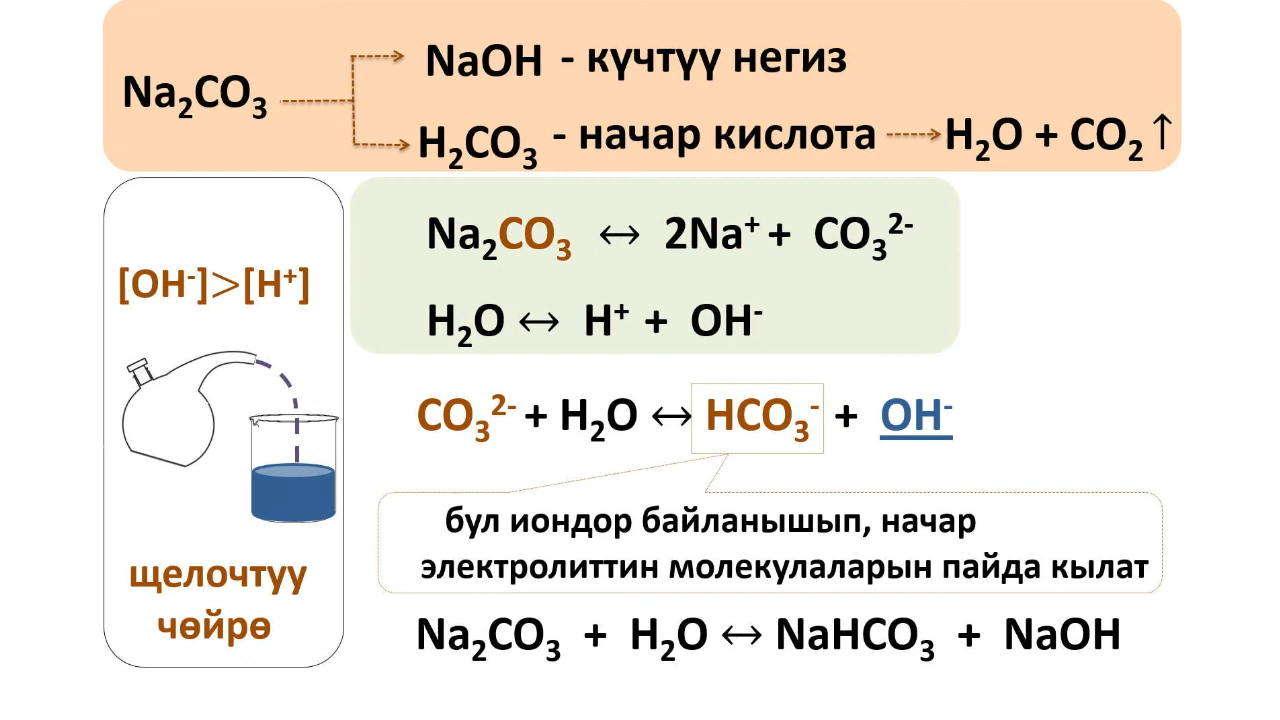 Na₂CO₃
NaOH - күчтүү негиз
H₂CO₃ - начар кислота
H₂O + CO₂ ↑
[OH⁻]>[H⁺]
щелочтуу
чөйрө
Na₂CO₃ ↔ 2Na⁺ + CO₃²⁻
H₂O ↔ H⁺ + OH⁻
CO₃²⁻ + H₂O ↔ HCO₃⁻ + OH⁻
бул иондор байланышып, начар
электролиттин молекулаларын пайда кылат
Na₂CO₃ + H₂O ↔ NaHCO₃ + NaOH